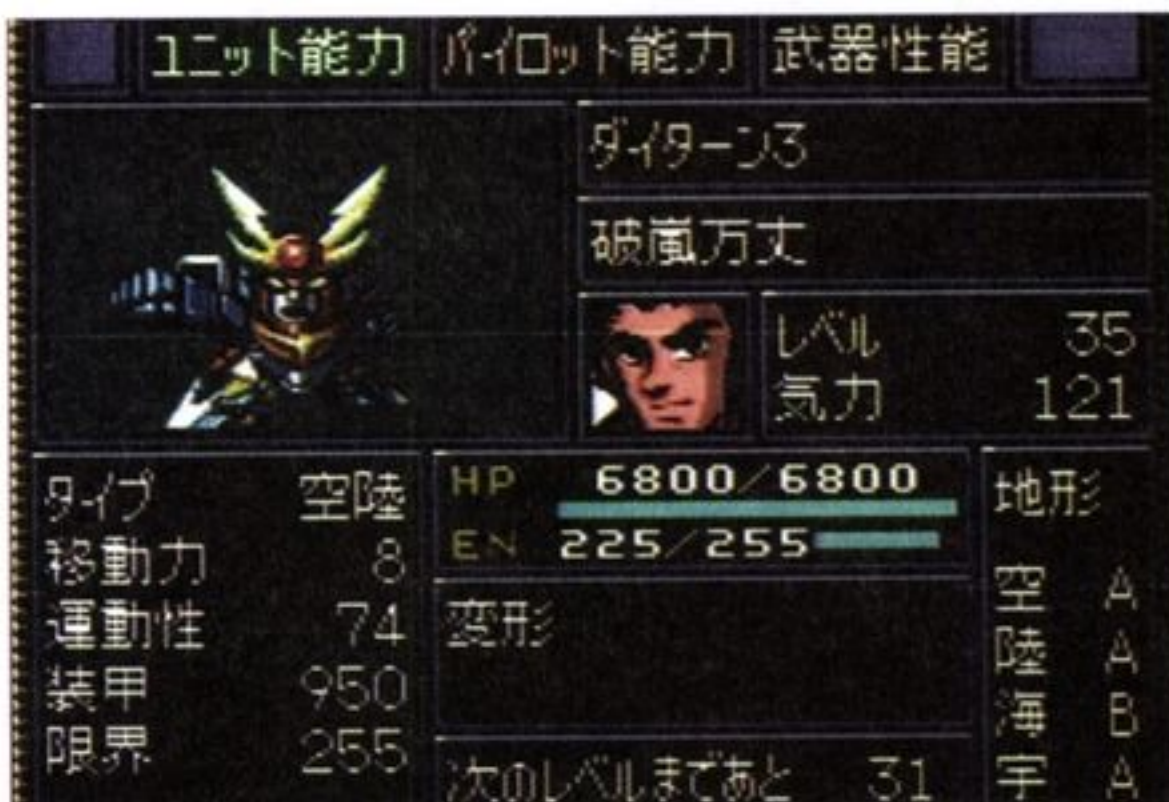 ユニット能力 パイロット能力 武器性能
ダイターン3
破嵐万丈
レベル 35
気力 121
タイプ 空陸
移動力 8
運動性 74
装甲 950
限界 255
HP 6800/6800
EN 225/255
変形
次のレベルまであと 31
地形
空 A
陸 A
海 B
宇 A